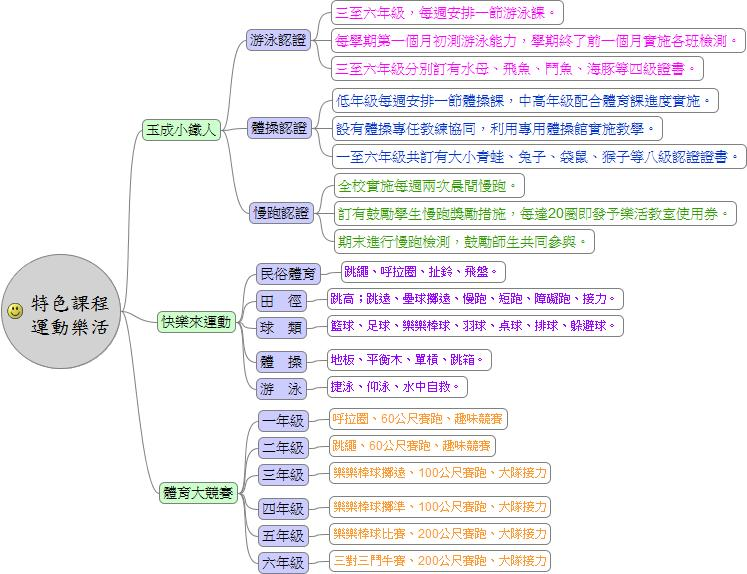 特色課程
運動樂活
玉成小鐵人
游泳認證
三至六年級，每週安排一節游泳課。
每學期第一個月初測游泳能力，學期終了前一個月實施各班檢測。
三至六年級分別訂有水母、飛魚、鬥魚、海豚等四級證書。
體操認證
低年級每週安排一節體操課，中高年級配合體育課進度實施。
設有體操專任教練協同，利用專用體操館實施教學。
一至六年級共訂有大小青蛙、兔子、袋鼠、猴子等八級認證證書。
慢跑認證
全校實施每週兩次晨間慢跑。
訂有鼓勵學生慢跑獎勵措施，每達20圈即發予樂活教室使用券。
期末進行慢跑檢測，鼓勵師生共同參與。
快樂來運動
民俗體育
跳繩、呼拉圈、扯鈴、飛盤。
田　徑
跳高；跳遠、壘球擲遠、慢跑、短跑、障礙跑、接力。
球　類
籃球、足球、樂樂棒球、羽球、桌球、排球、躲避球。
體　操
地板、平衡木、單槓、跳箱。
游　泳
捷泳、仰泳、水中自救。
體育大競賽
一年級
呼拉圈、60公尺賽跑、趣味競賽
二年級
跳繩、60公尺賽跑、趣味競賽
三年級
樂樂棒球擲遠、100公尺賽跑、大隊接力
四年級
樂樂棒球擲準、100公尺賽跑、大隊接力
五年級
樂樂棒球比賽、200公尺賽跑、大隊接力
六年級
三對三鬥牛賽、200公尺賽跑、大隊接力